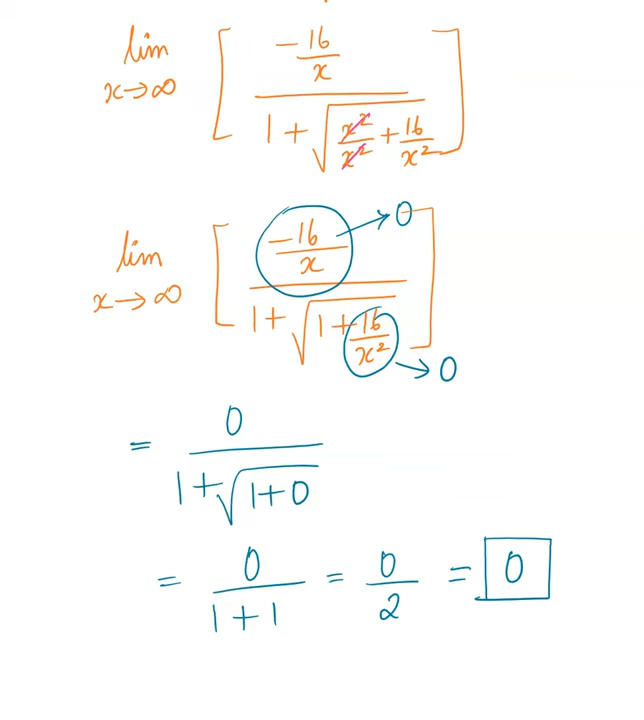 lim x→∞ [ (-16/x) / (1 + √(x²/x² + 16/x²)) ]
lim x→∞ [ (-16/x) / (1 + √(1 + 16/x²)) ]
→ 0
→ 0
= 0 / (1 + √(1+0))
= 0 / (1+1) = 0/2 = 0